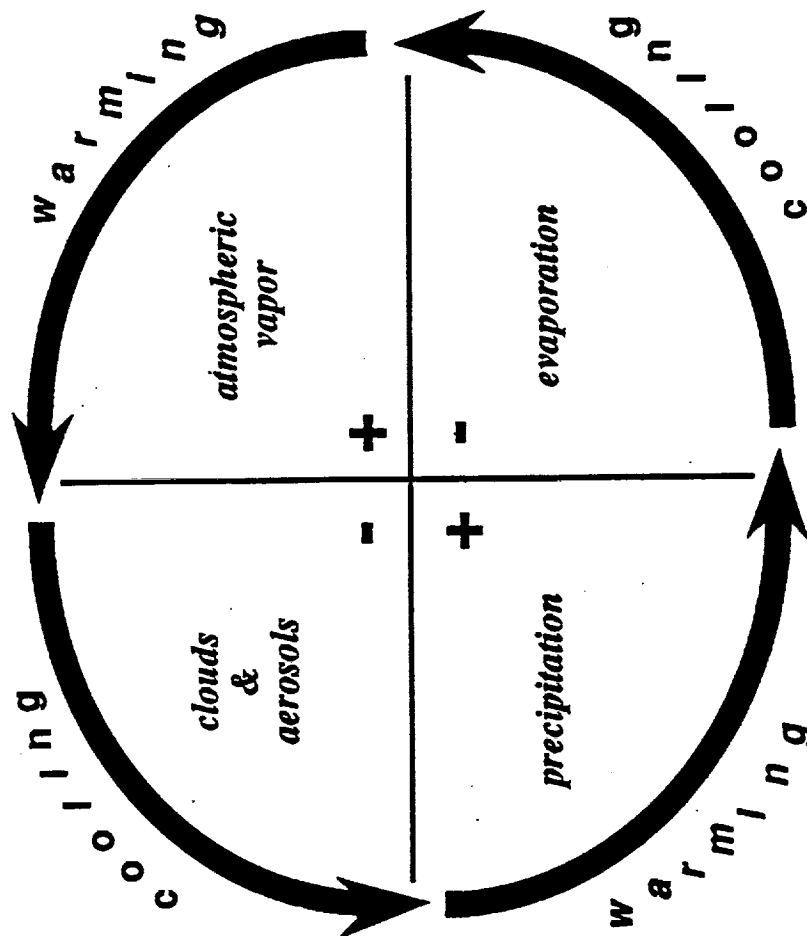 warming
cooling
precipitation
clouds
&
aerosols
+
-
-
+
evaporation
atmospheric
vapor
cooling
warming